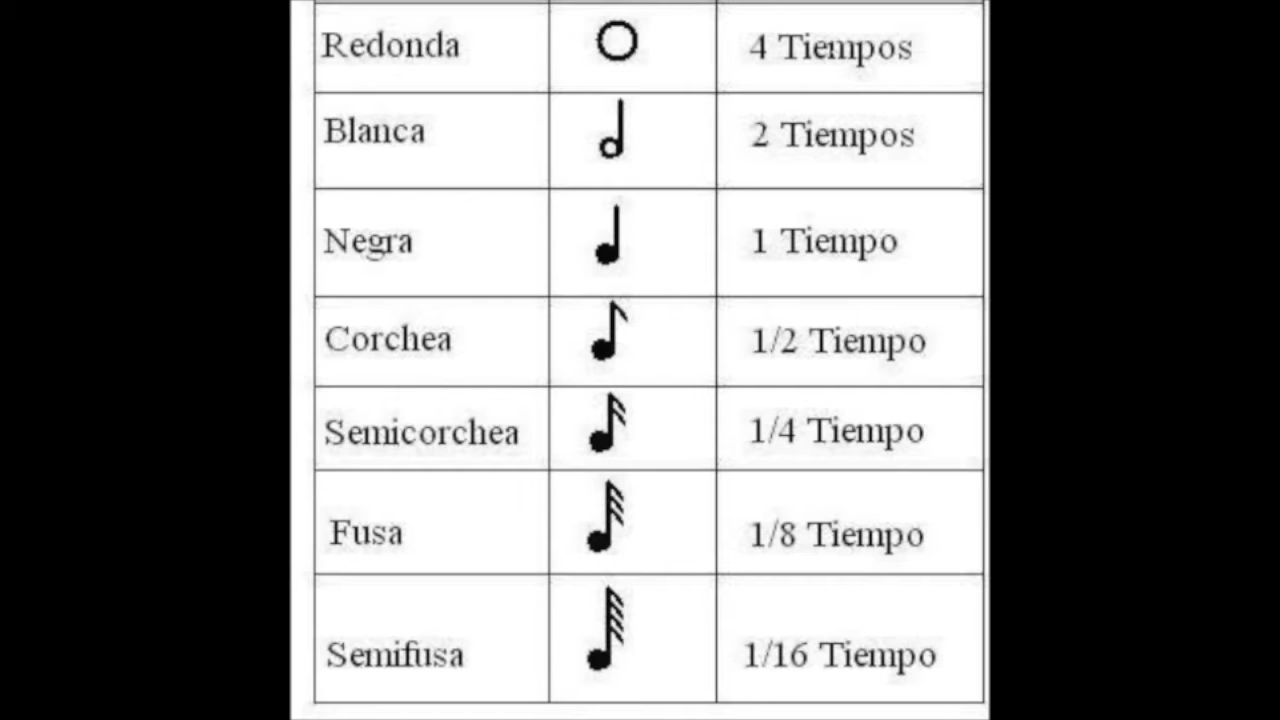 Redonda 4 Tiempos
Blanca 2 Tiempos
Negra 1 Tiempo
Corchea 1/2 Tiempo
Semicorchea 1/4 Tiempo
Fusa 1/8 Tiempo
Semifusa 1/16 Tiempo